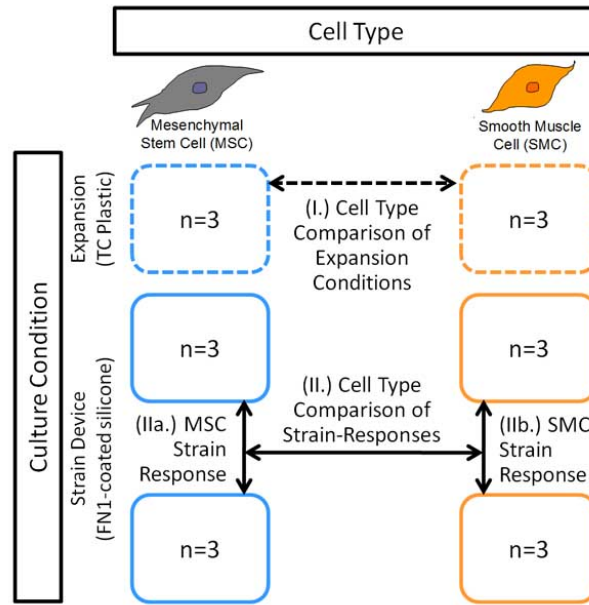 Cell Type
Mesenchymal
Stem Cell (MSC)
Smooth Muscle
Cell (SMC)
Culture Condition
Expansion
(TC Plastic)
n=3
(I.) Cell Type
Comparison of
Expansion
Conditions
n=3
Strain Device
(FN1-coated silicone)
n=3
n=3
(IIa.) MSC
Strain
Response
(II.) Cell Type
Comparison of
Strain-Responses
(IIb.) SMC
Strain
Response
n=3
n=3